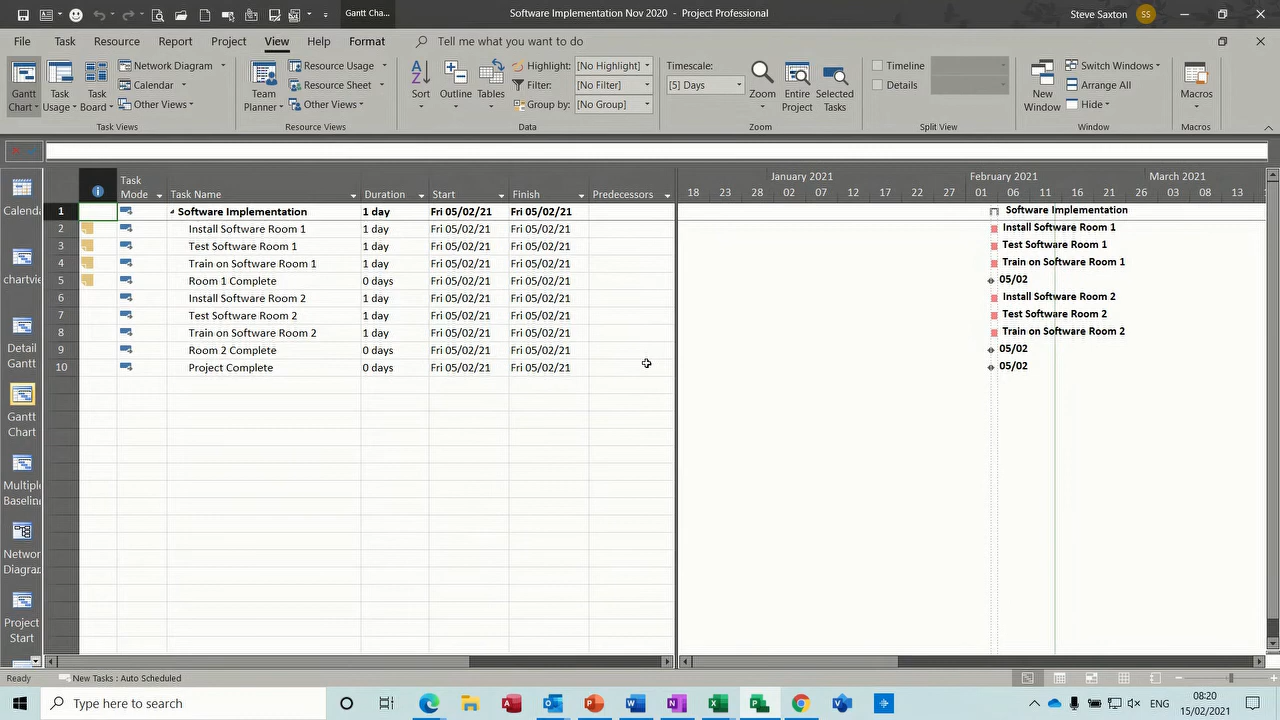 Gantt Cha...
Software Implementation Nov 2020 - Project Professional
Steve Saxton
SS
File Task Resource Report Project View Help Format Tell me what you want to do
Gantt Chart
Task Usage
Task Board
Network Diagram
Calendar
Other Views
Task Views
Team Planner
Resource Usage
Resource Sheet
Other Views
Resource Views
Sort
Outline
Tables
Highlight: [No Highlight]
Filter: [No Filter]
Group by: [No Group]
Data
Timescale:
[5] Days
Zoom
Entire Project
Selected Tasks
Zoom
Timeline
Details
Split View
New Window
Switch Windows
Arrange All
Hide
Window
Macros
Macros
Calenda
chartvie
Detail Gantt
Gantt Chart
Multiple Baseline
Network Diagram
Project Start
Task Mode Task Name Duration Start Finish Predecessors
1 Software Implementation 1 day Fri 05/02/21 Fri 05/02/21
2 Install Software Room 1 1 day Fri 05/02/21 Fri 05/02/21
3 Test Software Room 1 1 day Fri 05/02/21 Fri 05/02/21
4 Train on Software Room 1 1 day Fri 05/02/21 Fri 05/02/21
5 Room 1 Complete 0 days Fri 05/02/21 Fri 05/02/21
6 Install Software Room 2 1 day Fri 05/02/21 Fri 05/02/21
7 Test Software Room 2 1 day Fri 05/02/21 Fri 05/02/21
8 Train on Software Room 2 1 day Fri 05/02/21 Fri 05/02/21
9 Room 2 Complete 0 days Fri 05/02/21 Fri 05/02/21
10 Project Complete 0 days Fri 05/02/21 Fri 05/02/21
January 2021 February 2021 March 2021
18 23 28 02 07 12 17 22 27 01 06 11 16 21 26 03 08 13
Software Implementation
Install Software Room 1
Test Software Room 1
Train on Software Room 1
05/02
Install Software Room 2
Test Software Room 2
Train on Software Room 2
05/02
05/02
Ready New Tasks : Auto Scheduled
Type here to search
ENG
08:20
15/02/2021